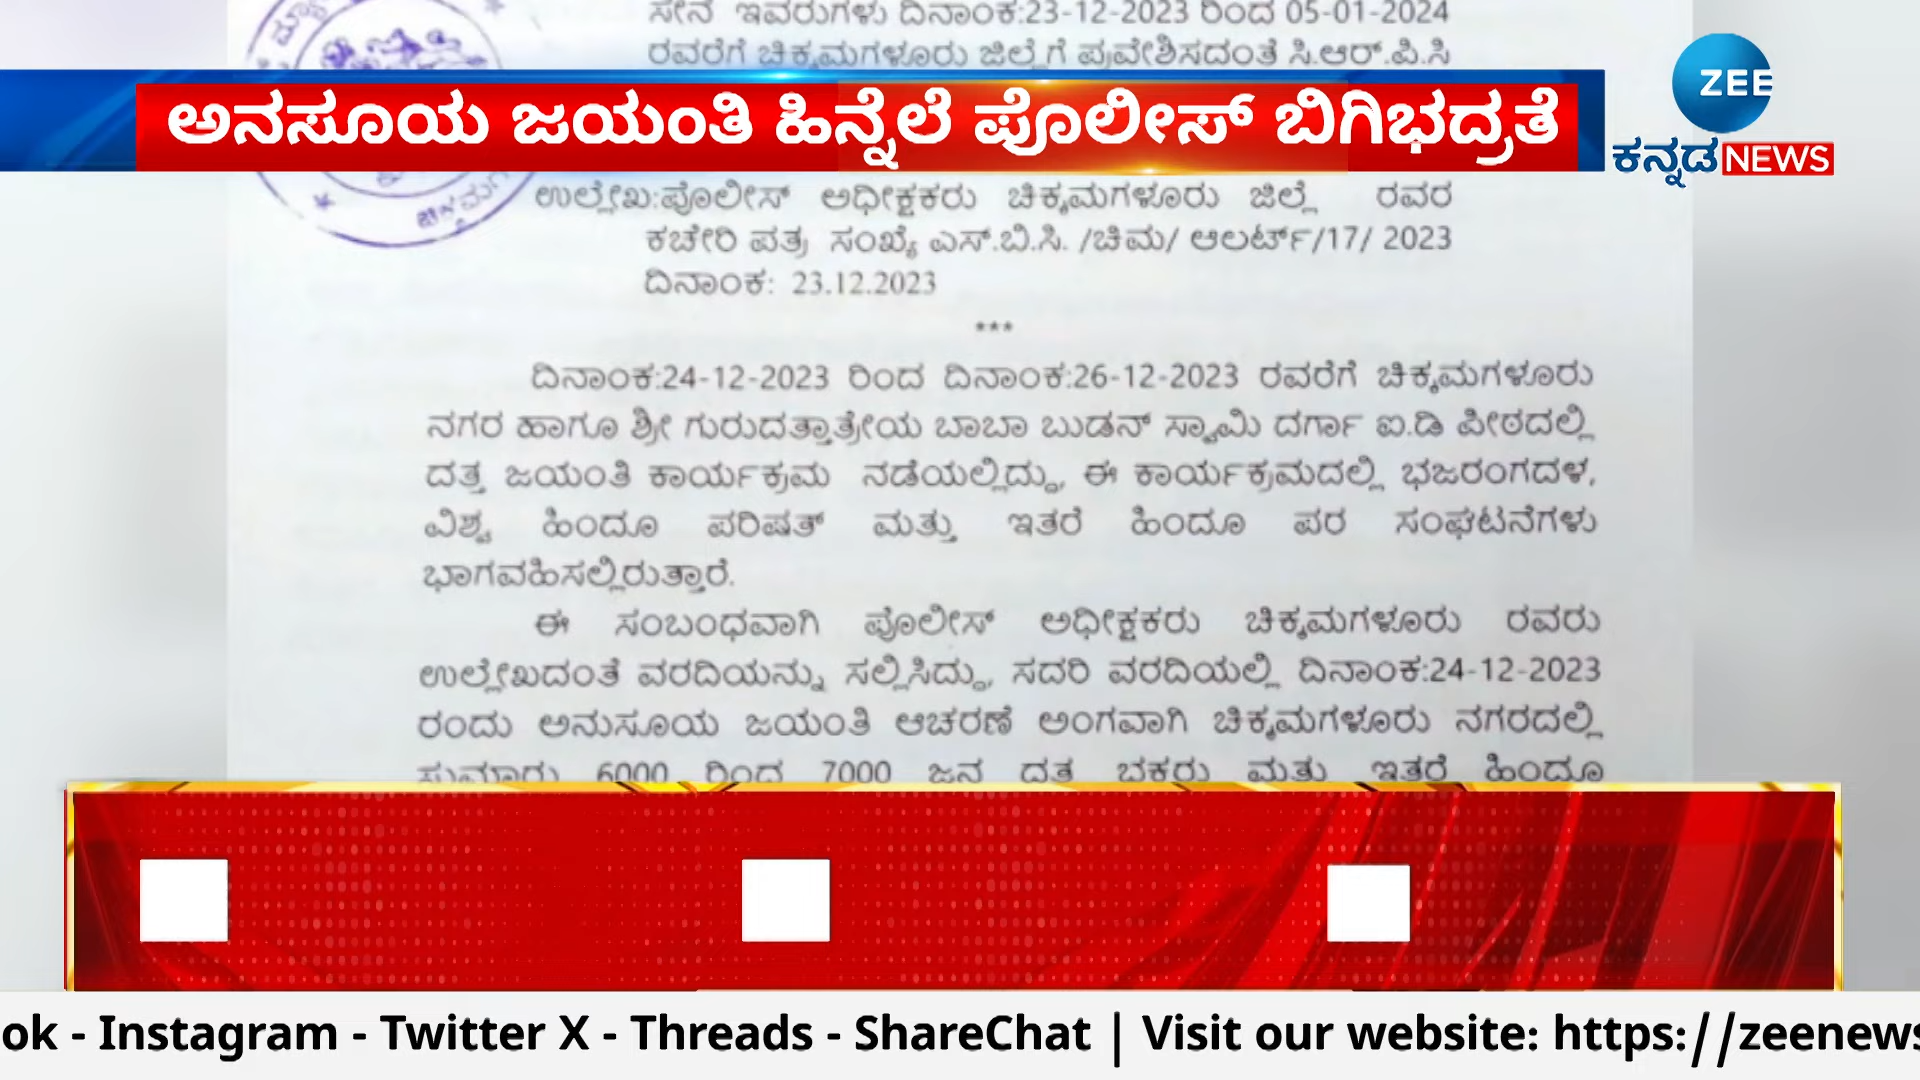 ಸೇನೆ ಇವರುಗಳು ದಿನಾಂಕ:23-12-2023 ರಿಂದ 05-01-2024
ರವರೆಗೆ ಚಿಕ್ಕಮಗಳೂರು ಜಿಲ್ಲೆಗೆ ಪ್ರವೇಶಿಸದಂತೆ ಸಿ.ಆರ್.ಪಿ.ಸಿ
ಅನಸೂಯ ಜಯಂತಿ ಹಿನ್ನೆಲೆ ಪೊಲೀಸ್ ಬಿಗಿಭದ್ರತೆ
ZEE
ಕನ್ನಡ NEWS
ಉಲ್ಲೇಖ:ಪೊಲೀಸ್ ಅಧೀಕ್ಷಕರು ಚಿಕ್ಕಮಗಳೂರು ಜಿಲ್ಲೆ ರವರ
ಕಚೇರಿ ಪತ್ರ ಸಂಖ್ಯೆ ಎಸ್.ಬಿ.ಸಿ. /ಚಿಮ/ ಆಲರ್ಟ್/17/ 2023
ದಿನಾಂಕ: 23.12.2023
***
ದಿನಾಂಕ:24-12-2023 ರಿಂದ ದಿನಾಂಕ:26-12-2023 ರವರೆಗೆ ಚಿಕ್ಕಮಗಳೂರು
ನಗರ ಹಾಗೂ ಶ್ರೀ ಗುರುದತ್ತಾತ್ರೇಯ ಬಾಬಾ ಬುಡನ್ ಸ್ವಾಮಿ ದರ್ಗಾ ಐ.ಡಿ ಪೀಠದಲ್ಲಿ
ದತ್ತ ಜಯಂತಿ ಕಾರ್ಯಕ್ರಮ ನಡೆಯಲ್ಲಿದ್ದು, ಈ ಕಾರ್ಯಕ್ರಮದಲ್ಲಿ ಭಜರಂಗದಳ,
ವಿಶ್ವ ಹಿಂದೂ ಪರಿಷತ್ ಮತ್ತು ಇತರೆ ಹಿಂದೂ ಪರ ಸಂಘಟನೆಗಳು
ಭಾಗವಹಿಸಲ್ಲಿರುತ್ತಾರೆ.
ಈ ಸಂಬಂಧವಾಗಿ ಪೊಲೀಸ್ ಅಧೀಕ್ಷಕರು ಚಿಕ್ಕಮಗಳೂರು ರವರು
ಉಲ್ಲೇಖದಂತೆ ವರದಿಯನ್ನು ಸಲ್ಲಿಸಿದ್ದು, ಸದರಿ ವರದಿಯಲ್ಲಿ ದಿನಾಂಕ:24-12-2023
ರಂದು ಅನುಸೂಯ ಜಯಂತಿ ಆಚರಣೆ ಅಂಗವಾಗಿ ಚಿಕ್ಕಮಗಳೂರು ನಗರದಲ್ಲಿ
ಸುಮಾರು 6000 ರಿಂದ 7000 ಜನ ದತ್ತ ಭಕ್ತರು ಮತ್ತು ಇತರೆ ಹಿಂದೂ
ok - Instagram - Twitter X - Threads - ShareChat | Visit our website: https://zeenews